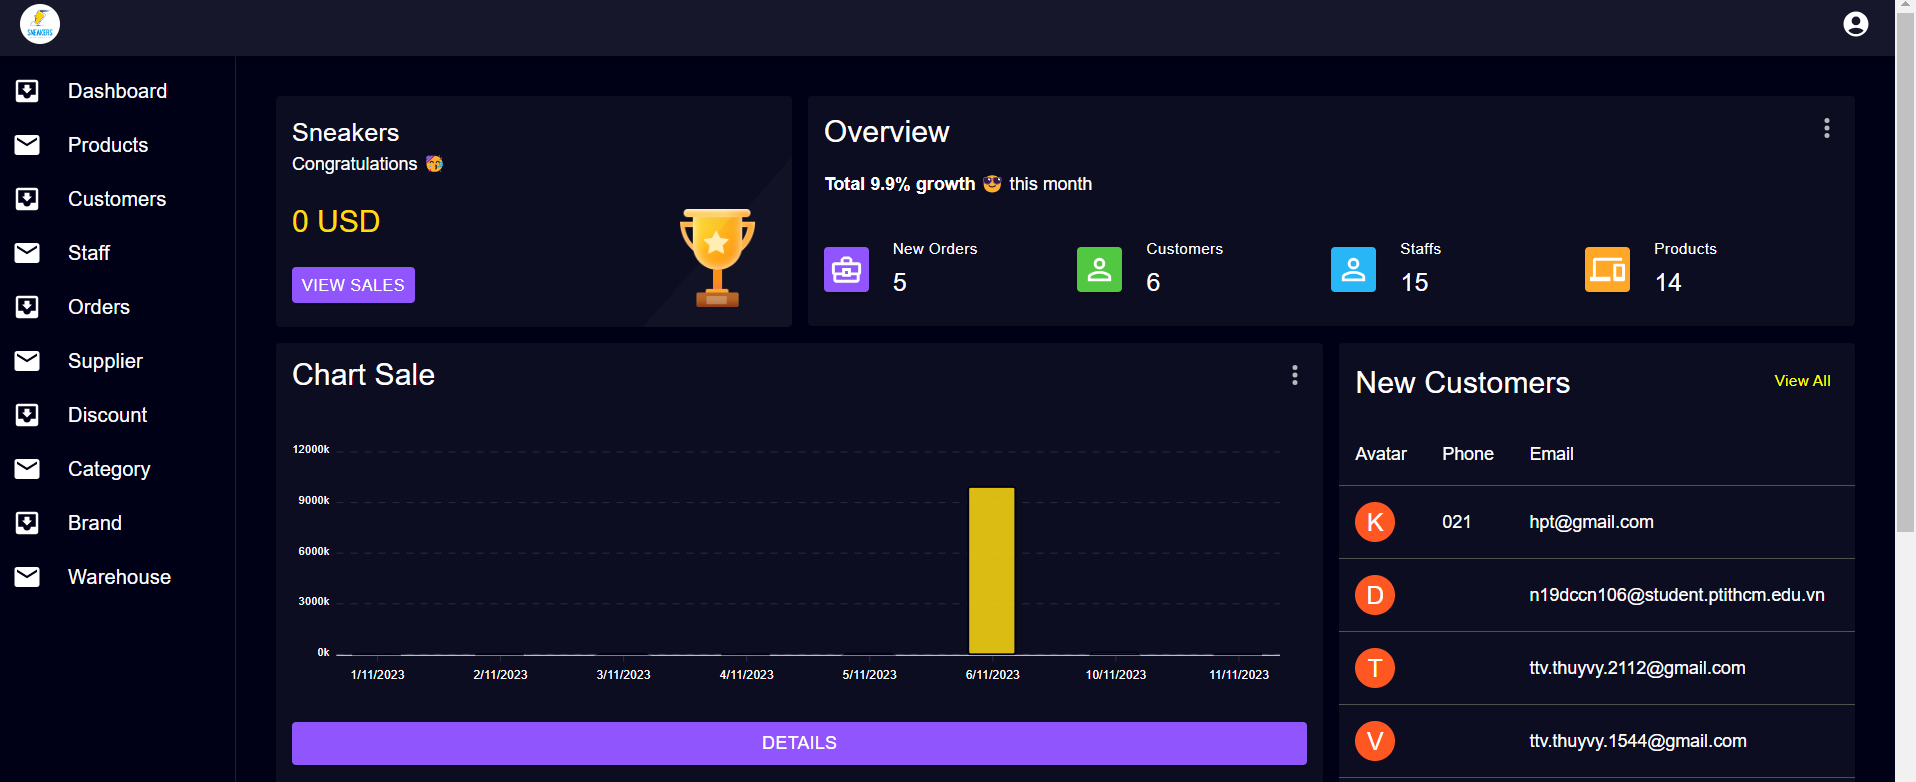 SNEAKERS
Dashboard
Products
Customers
Staff
Orders
Supplier
Discount
Category
Brand
Warehouse
Sneakers
Congratulations 🥳
0 USD
VIEW SALES
Overview
Total 9.9% growth 😎 this month
New Orders
5
Customers
6
Staffs
15
Products
14
Chart Sale
12000k
9000k
6000k
3000k
0k
1/11/2023 2/11/2023 3/11/2023 4/11/2023 5/11/2023 6/11/2023 10/11/2023 11/11/2023
DETAILS
New Customers
View All
Avatar Phone Email
K 021 hpt@gmail.com
D n19dccn106@student.ptithcm.edu.vn
T ttv.thuyvy.2112@gmail.com
V ttv.thuyvy.1544@gmail.com